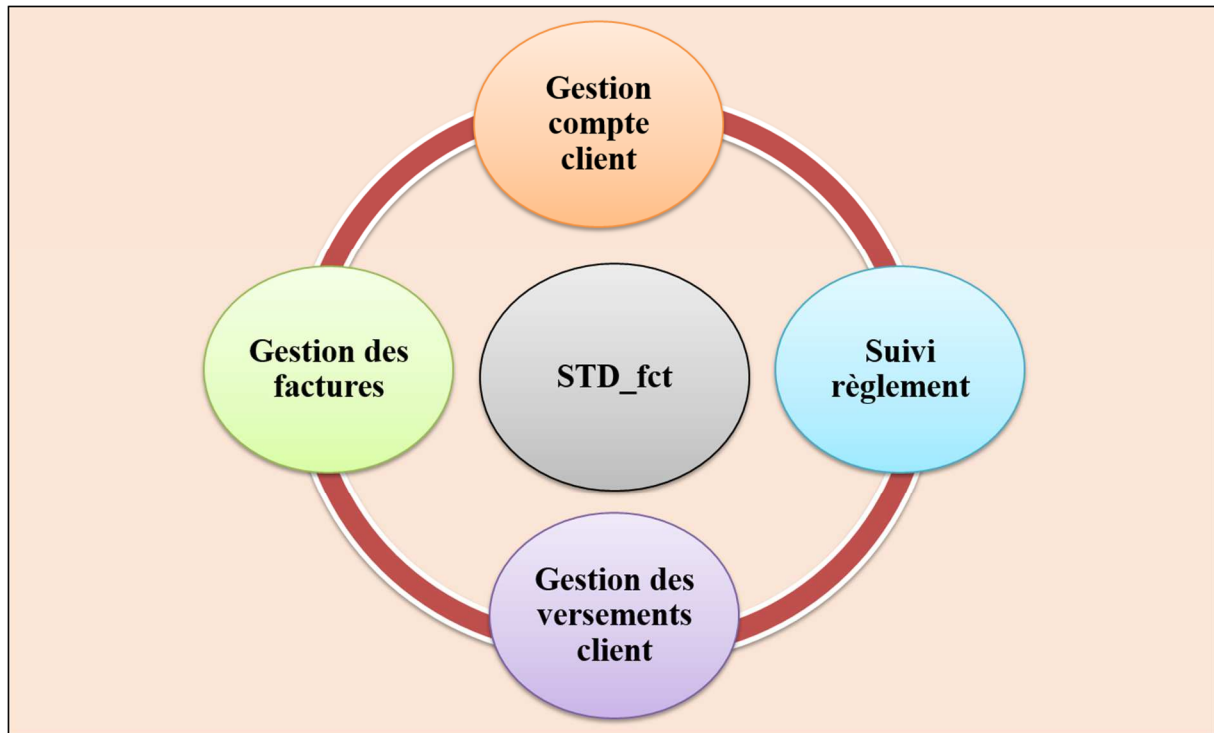 Gestion
compte
client
Gestion des
factures
STD_fct
Suivi
règlement
Gestion des
versements
client